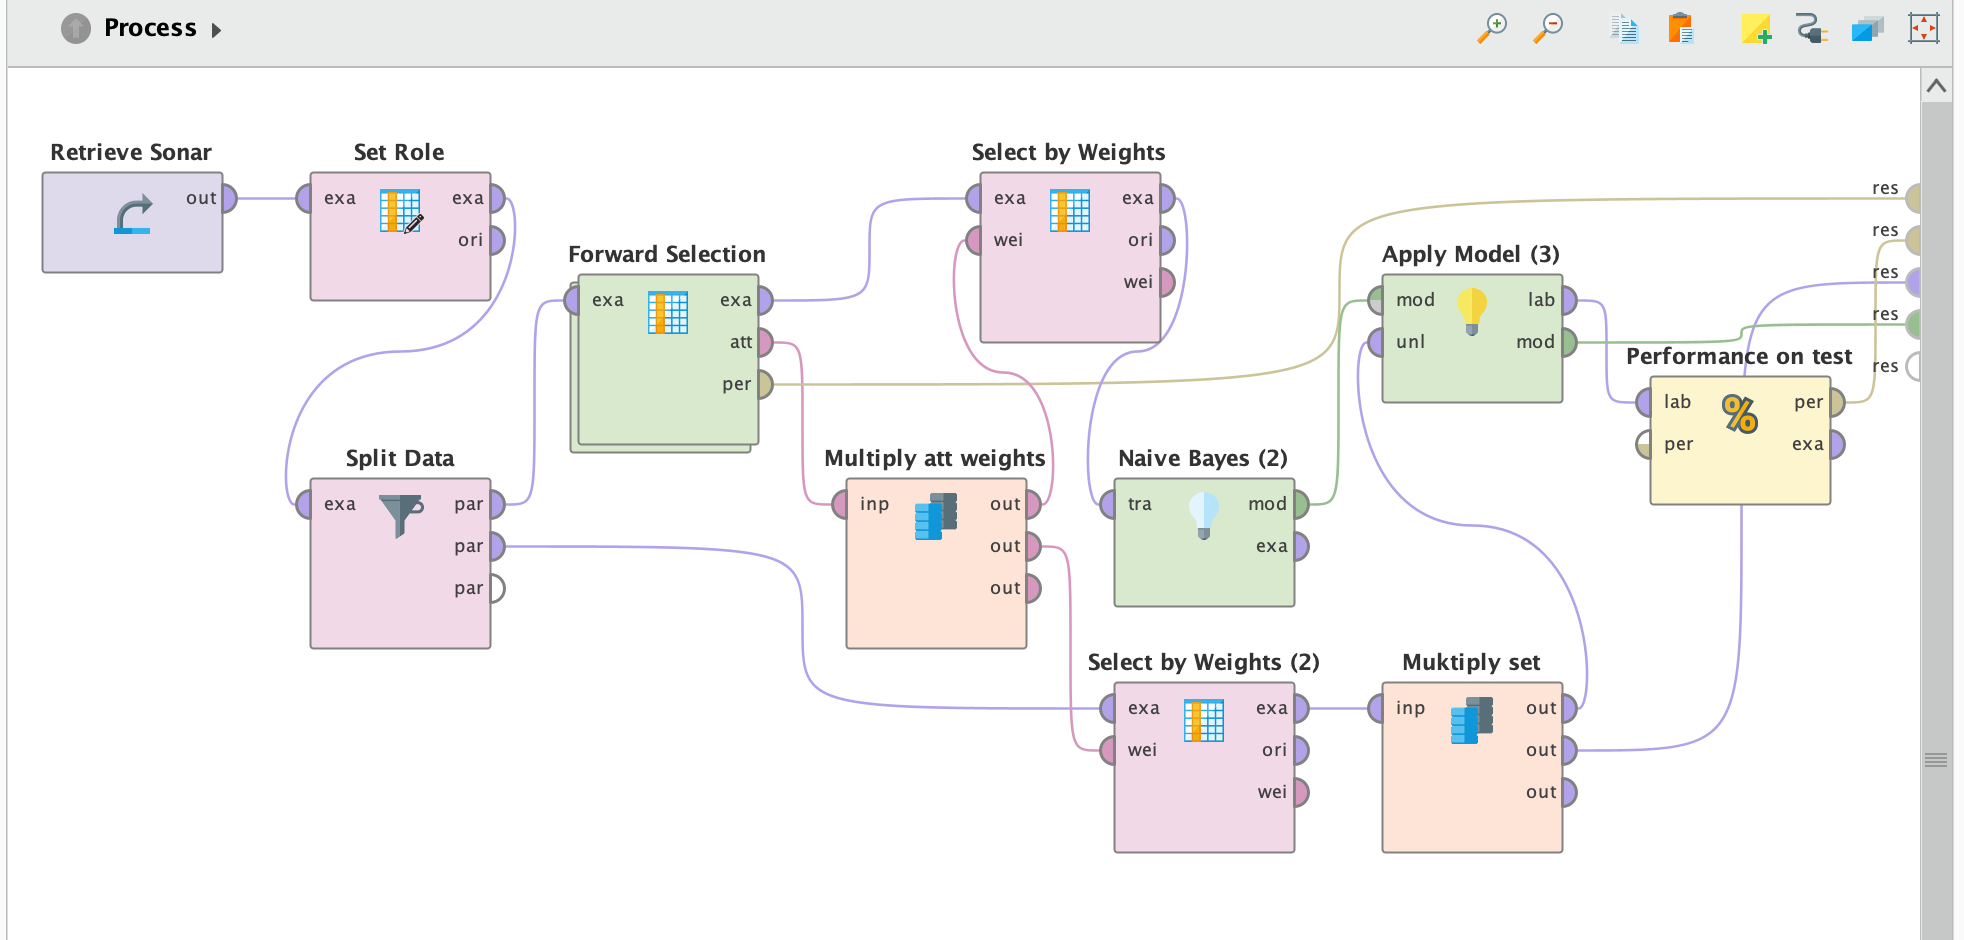 Process
Retrieve Sonar
out
Set Role
exa exa
ori
Forward Selection
exa exa
att
per
Select by Weights
exa exa
wei ori
wei
Apply Model (3)
mod lab
unl mod
res
res
res
res
res
Performance on test
lab per
per exa
Split Data
exa par
par
par
Multiply att weights
inp out
out
out
Naive Bayes (2)
tra mod
exa
Select by Weights (2)
exa exa
wei ori
wei
Muktiply set
inp out
out
out